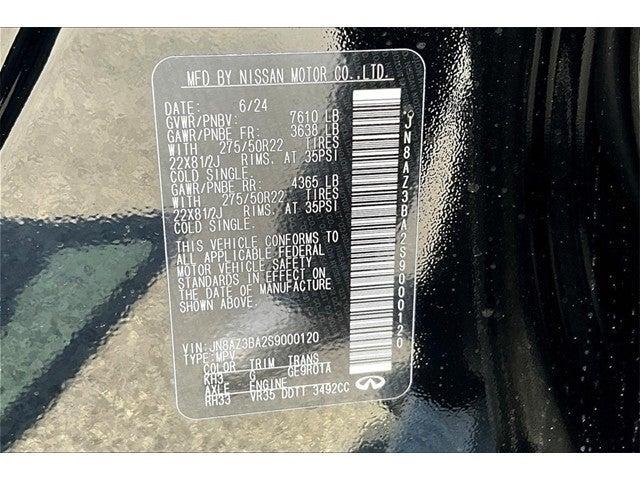 MFD BY NISSAN MOTOR CO.,LTD.
DATE: 6/24
GVWR/PNBV: 7610 LB
GAWR/PNBE FR: 3638 LB
WITH 275/50R22 TIRES
22X81/2J RIMS, AT 35PSI
COLD SINGLE.
GAWR/PNBE RR: 4365 LB
WITH 275/50R22 TIRES
22X81/2J RIMS, AT 35PSI
COLD SINGLE.
THIS VEHICLE CONFORMS TO
ALL APPLICABLE FEDERAL
MOTOR VEHICLE SAFETY
STANDARDS IN EFFECT ON
THE DATE OF MANUFACTURE
SHOWN ABOVE.
VIN: JN8AZ3BA2S9000120
TYPE: MPV
COLOR TRIM TRANS
KH3 G GE9R01A
AXLE ENGINE
RH33 VR35 DDTT 3492CC
JN8AZ3BA2S9000120